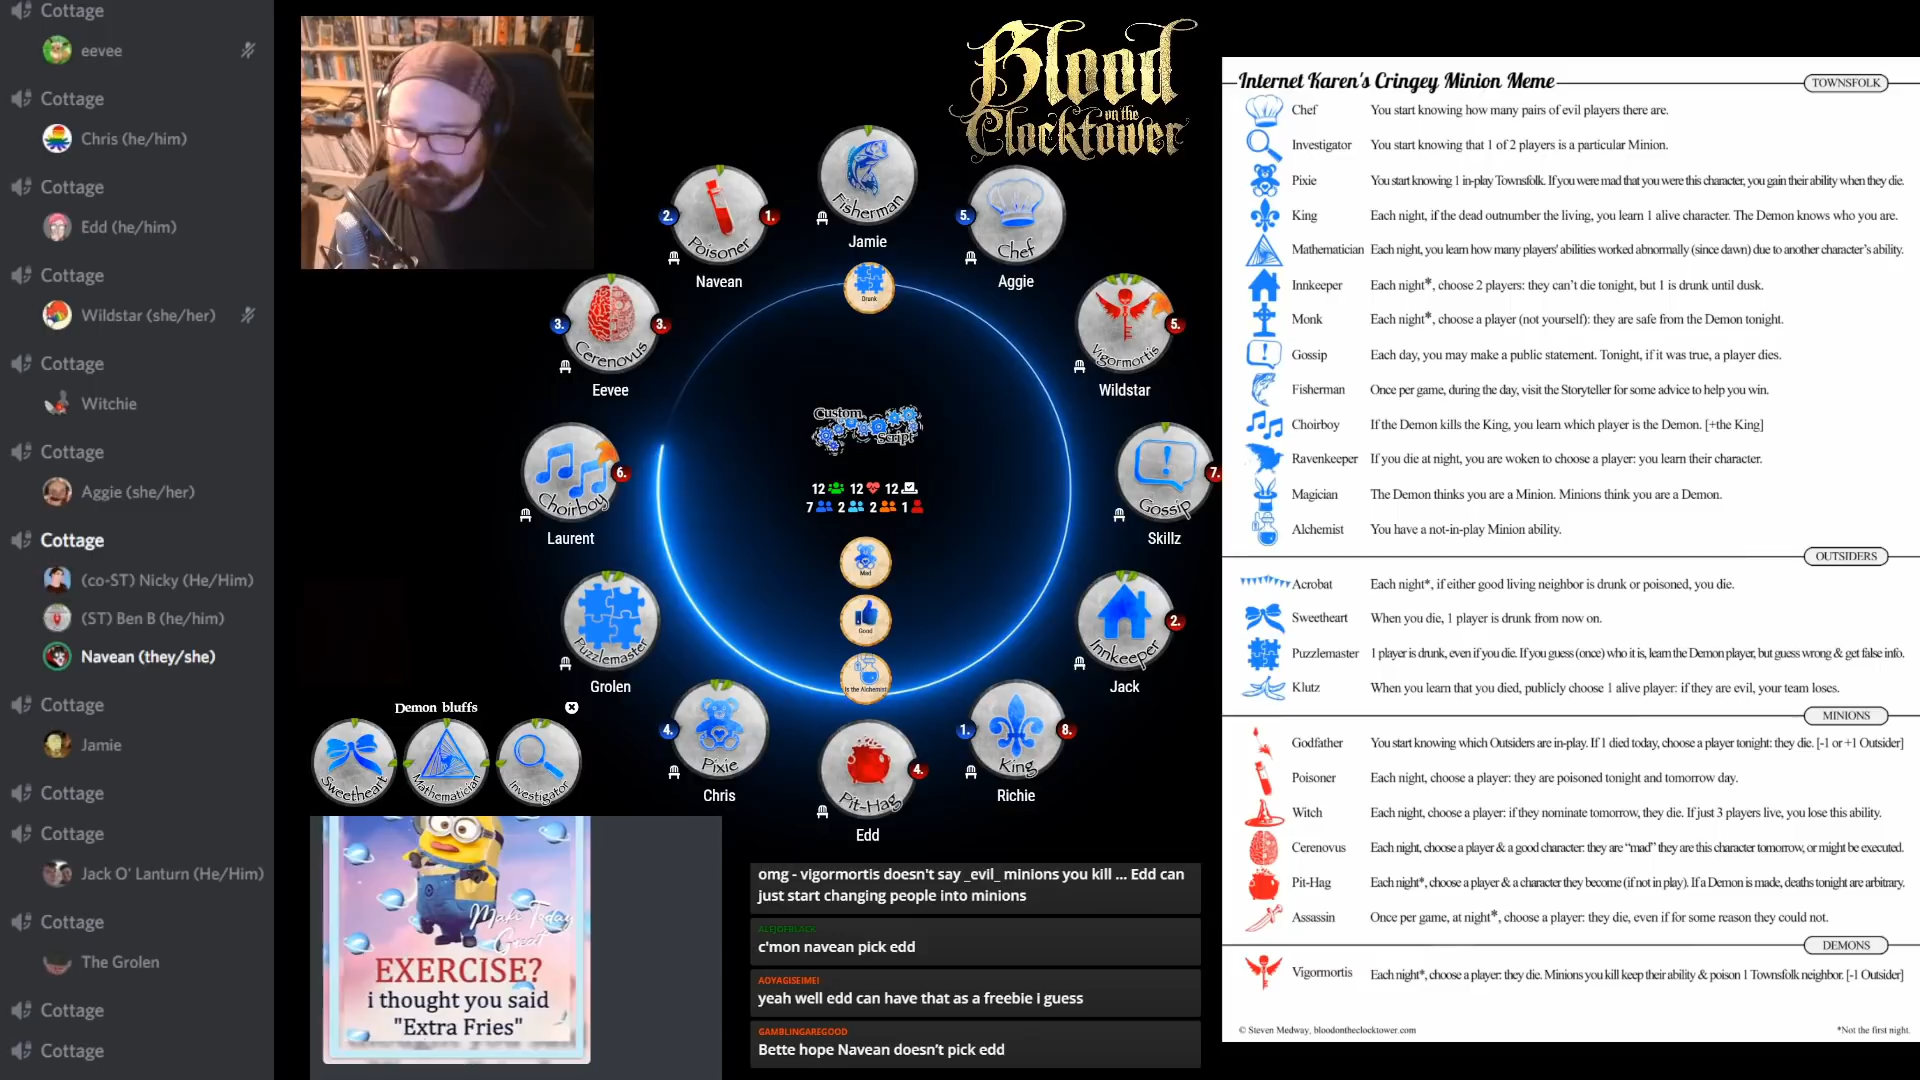 Cottage
eevee
Cottage
Chris (he/him)
Cottage
Edd (he/him)
Cottage
Wildstar (she/her)
Cottage
Witchie
Cottage
Aggie (she/her)
Cottage
(co-ST) Nicky (He/Him)
(ST) Ben B (he/him)
Navean (they/she)
Cottage
Jamie
Cottage
Cottage
Jack O' Lanturn (He/Him)
Cottage
The Grolen
Cottage
Cottage
Blood
on the
Clocktower
Fisherman
Jamie
Drunk
5.
Chef
Aggie
Vigormortis
5.
Wildstar
Gossip
7.
Skillz
Innkeeper
2.
Jack
1.
King
8.
Richie
Pit-Hag
4.
Edd
4.
Pixie
Chris
Puzzlemaster
Grolen
Choirboy
6.
Laurent
3.
Cerenovus
3.
Eevee
2.
Poisoner
1.
Navean
Custom
Script
12 12 12
7 2 2 1
Mad
Good
Is the Alchemist
Demon bluffs
Sweetheart
Mathematician
Investigator
Make Today
Great
EXERCISE?
i thought you said
"Extra Fries"
omg - vigormortis doesn't say _evil_ minions you kill ... Edd can
just start changing people into minions
c'mon navean pick edd
AOYAGISEIMEI
yeah well edd can have that as a freebie i guess
GAMBLINGAREGOOD
Bette hope Navean doesn't pick edd
Internet Karen's Cringey Minion Meme
TOWNSFOLK
Chef You start knowing how many pairs of evil players there are.
Investigator You start knowing that 1 of 2 players is a particular Minion.
Pixie You start knowing 1 in-play Townsfolk. If you were mad that you were this character, you gain their ability when they die.
King Each night, if the dead outnumber the living, you learn 1 alive character. The Demon knows who you are.
Mathematician Each night, you learn how many players' abilities worked abnormally (since dawn) due to another character's ability.
Innkeeper Each night*, choose 2 players: they can't die tonight, but 1 is drunk until dusk.
Monk Each night*, choose a player (not yourself): they are safe from the Demon tonight.
Gossip Each day, you may make a public statement. Tonight, if it was true, a player dies.
Fisherman Once per game, during the day, visit the Storyteller for some advice to help you win.
Choirboy If the Demon kills the King, you learn which player is the Demon. [+the King]
Ravenkeeper If you die at night, you are woken to choose a player: you learn their character.
Magician The Demon thinks you are a Minion. Minions think you are a Demon.
Alchemist You have a not-in-play Minion ability.
OUTSIDERS
Acrobat Each night*, if either good living neighbor is drunk or poisoned, you die.
Sweetheart When you die, 1 player is drunk from now on.
Puzzlemaster 1 player is drunk, even if you die. If you guess (once) who it is, learn the Demon player, but guess wrong & get false info.
Klutz When you learn that you died, publicly choose 1 alive player: if they are evil, your team loses.
MINIONS
Godfather You start knowing which Outsiders are in-play. If 1 died today, choose a player tonight: they die. [-1 or +1 Outsider]
Poisoner Each night, choose a player: they are poisoned tonight and tomorrow day.
Witch Each night, choose a player: if they nominate tomorrow, they die. If just 3 players live, you lose this ability.
Cerenovus Each night, choose a player & a good character: they are "mad" they are this character tomorrow, or might be executed.
Pit-Hag Each night*, choose a player & a character they become (if not in play). If a Demon is made, deaths tonight are arbitrary.
Assassin Once per game, at night*, choose a player: they die, even if for some reason they could not.
DEMONS
Vigormortis Each night*, choose a player: they die. Minions you kill keep their ability & poison 1 Townsfolk neighbor. [-1 Outsider]
© Steven Medway, bloodontheclocktower.com
*Not the first night.